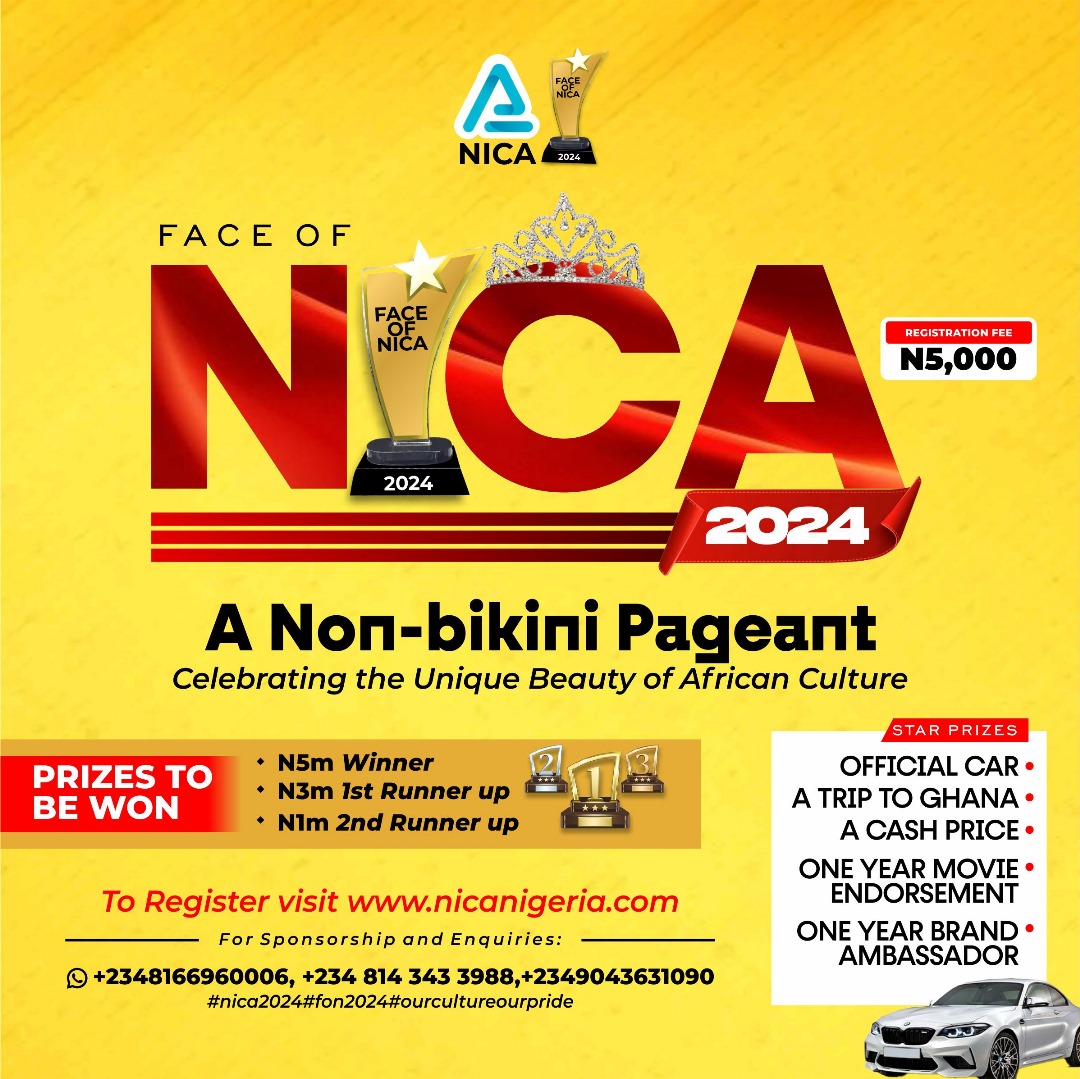 FACE
OF
NICA
NICA
2024
FACE OF
NICA
FACE
OF
NICA
2024
REGISTRATION FEE
N5,000
2024
A Non-bikini Pageant
Celebrating the Unique Beauty of African Culture
PRIZES TO
BE WON
• N5m Winner
• N3m 1st Runner up
• N1m 2nd Runner up
2
1
3
STAR PRIZES
OFFICIAL CAR •
A TRIP TO GHANA •
A CASH PRICE •
ONE YEAR MOVIE •
ENDORSEMENT
ONE YEAR BRAND •
AMBASSADOR
To Register visit www.nicanigeria.com
For Sponsorship and Enquiries:
+2348166960006, +234 814 343 3988,+2349043631090
#nica2024#fon2024#ourcultureourpride